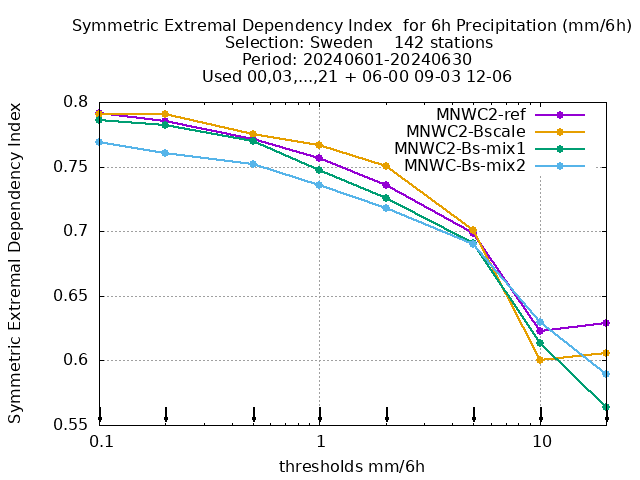 Symmetric Extremal Dependency Index  for 6h Precipitation (mm/6h)
Selection: Sweden    142 stations
Period: 20240601-20240630
Used 00,03,...,21 + 06-00 09-03 12-06
Symmetric Extremal Dependency Index
0.8
0.75
0.7
0.65
0.6
0.55
MNWC2-ref
MNWC2-Bscale
MNWC2-Bs-mix1
MNWC-Bs-mix2
0.1
1
10
thresholds mm/6h